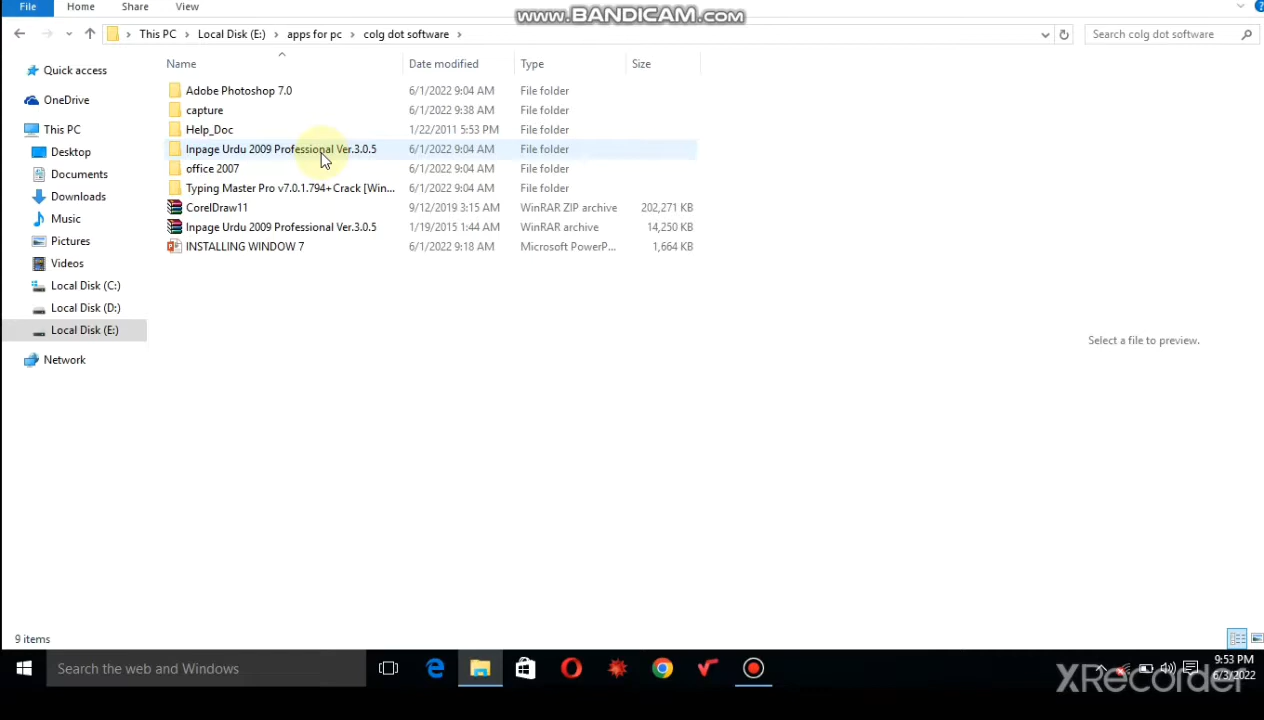 File Home Share View
www.BANDICAM.com
This PC > Local Disk (E:) > apps for pc > colg dot software >
Search colg dot software
Name Date modified Type Size
Quick access
OneDrive
This PC
Desktop
Documents
Downloads
Music
Pictures
Videos
Local Disk (C:)
Local Disk (D:)
Local Disk (E:)
Network
Adobe Photoshop 7.0 6/1/2022 9:04 AM File folder
capture 6/1/2022 9:38 AM File folder
Help_Doc 1/22/2011 5:53 PM File folder
Inpage Urdu 2009 Professional Ver.3.0.5 6/1/2022 9:04 AM File folder
office 2007 6/1/2022 9:04 AM File folder
Typing Master Pro v7.0.1.794+Crack [Win... 6/1/2022 9:04 AM File folder
CorelDraw11 9/12/2019 3:15 AM WinRAR ZIP archive 202,271 KB
Inpage Urdu 2009 Professional Ver.3.0.5 1/19/2015 1:44 AM WinRAR archive 14,250 KB
INSTALLING WINDOW 7 6/1/2022 9:18 AM Microsoft PowerP... 1,664 KB
Select a file to preview.
9 items
Search the web and Windows
9:53 PM
6/3/2022
XRecorder